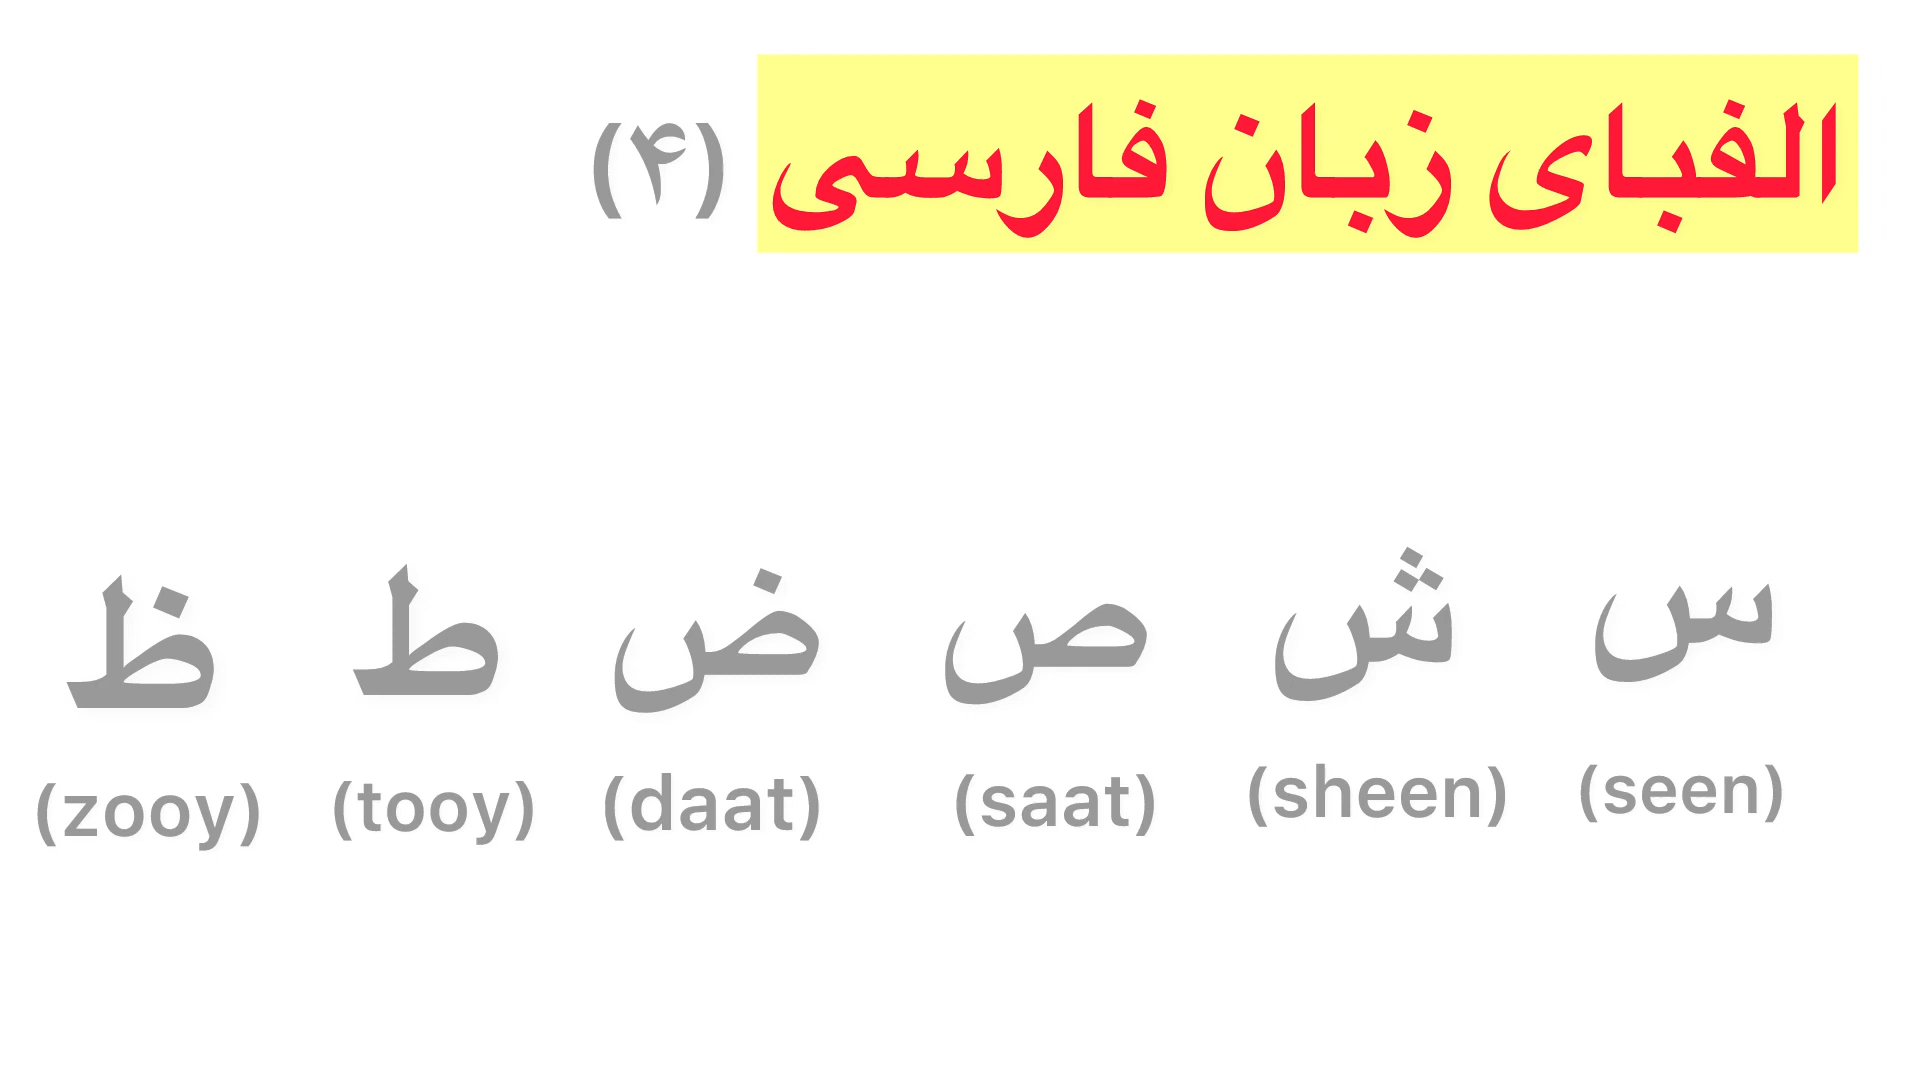 الفبای زبان فارسی (۴)
س ش ص ض ط ظ
(seen) (sheen) (saat) (daat) (tooy) (zooy)